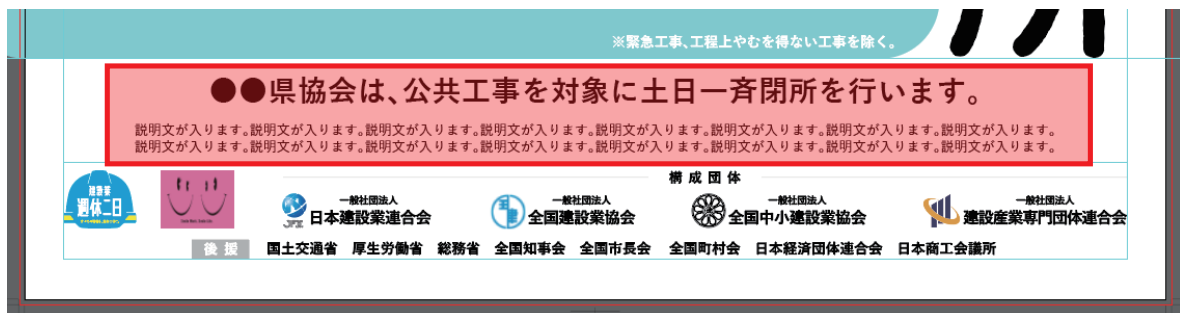 ※緊急工事、工程上やむを得ない工事を除く。
●●県協会は、公共工事を対象に土日一斉閉所を行います。
説明文が入ります。説明文が入ります。説明文が入ります。説明文が入ります。説明文が入ります。説明文が入ります。説明文が入ります。説明文が入ります。
説明文が入ります。説明文が入ります。説明文が入ります。説明文が入ります。説明文が入ります。説明文が入ります。説明文が入ります。説明文が入ります。
構成団体
建設業
週休二日
一般社団法人
日本建設業連合会
一般社団法人
全国建設業協会
一般社団法人
全国中小建設業協会
一般社団法人
建設産業専門団体連合会
後援 国土交通省 厚生労働省 総務省 全国知事会 全国市長会 全国町村会 日本経済団体連合会 日本商工会議所